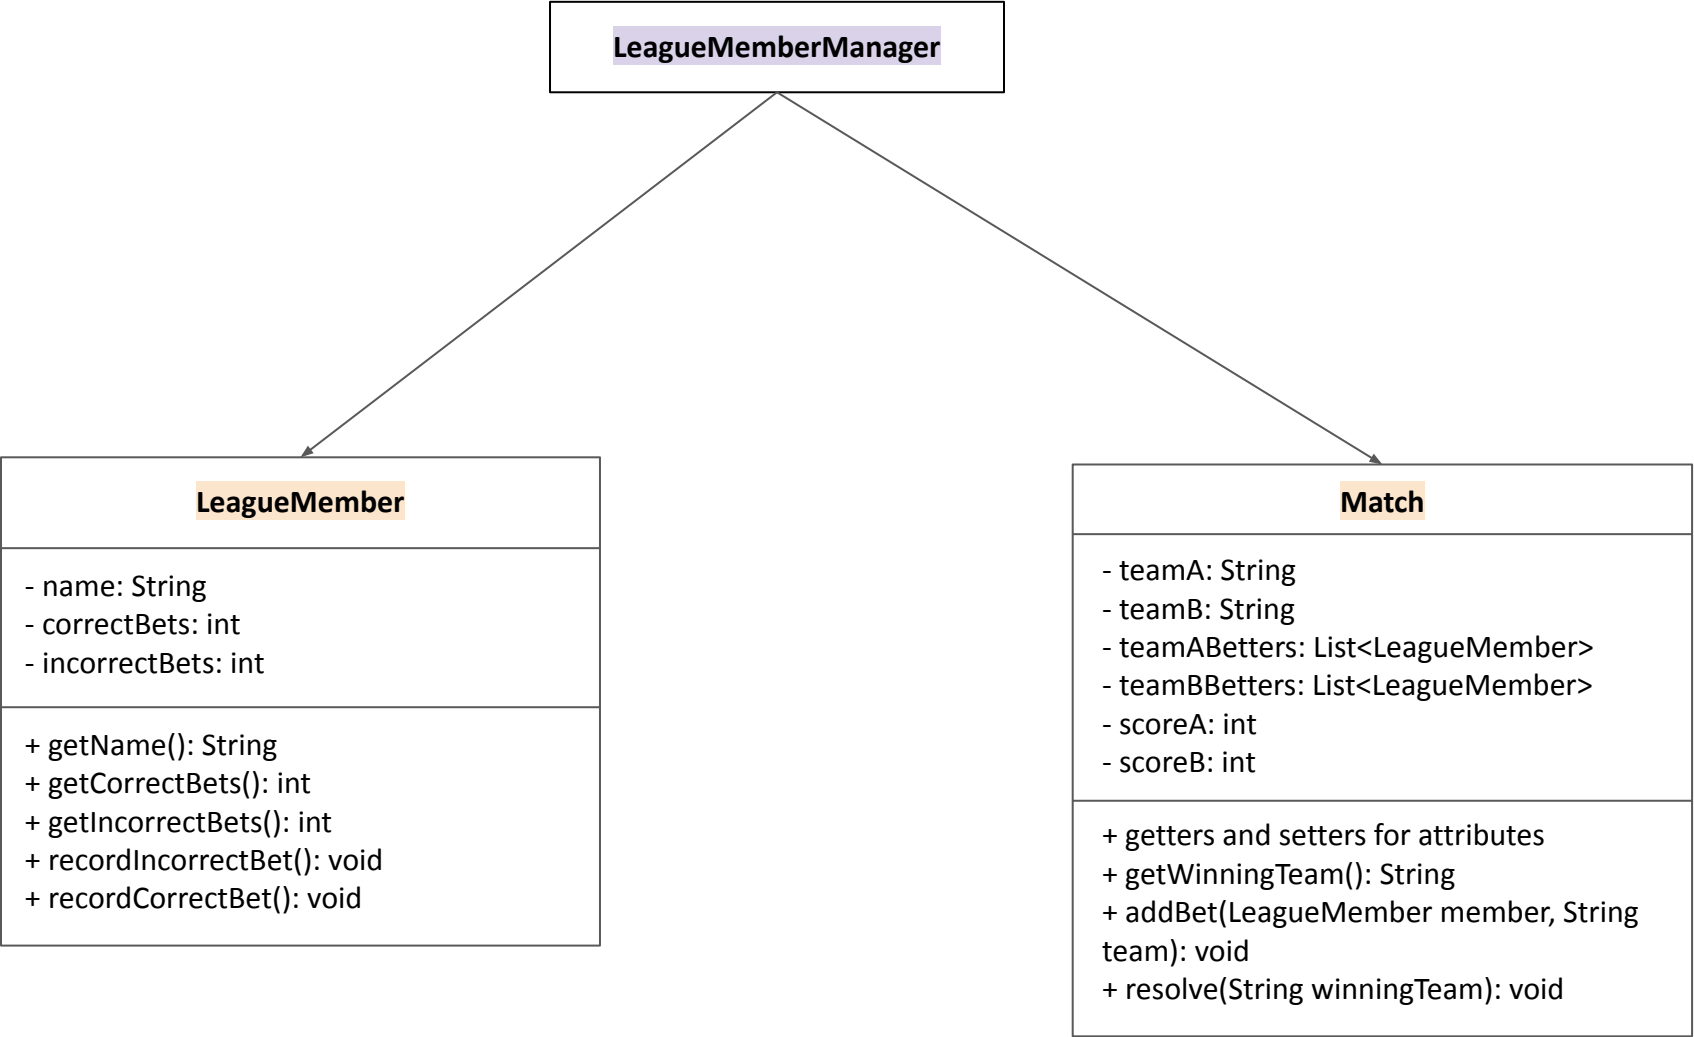 LeagueMemberManager
LeagueMember
- name: String
- correctBets: int
- incorrectBets: int
+ getName(): String
+ getCorrectBets(): int
+ getIncorrectBets(): int
+ recordIncorrectBet(): void
+ recordCorrectBet(): void
Match
- teamA: String
- teamB: String
- teamABetters: List<LeagueMember>
- teamBBetters: List<LeagueMember>
- scoreA: int
- scoreB: int
+ getters and setters for attributes
+ getWinningTeam(): String
+ addBet(LeagueMember member, String
team): void
+ resolve(String winningTeam): void